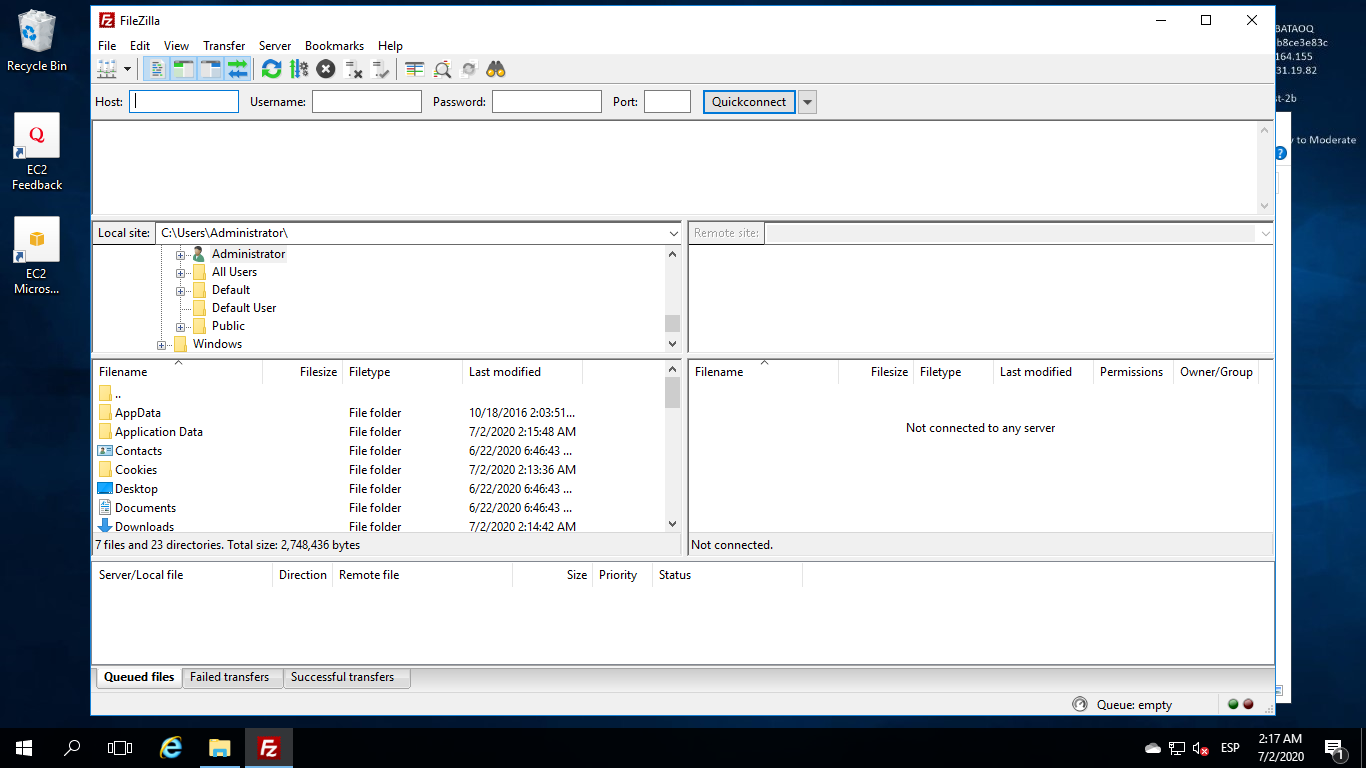 Recycle Bin
EC2
Feedback
EC2
Micros...
FileZilla
File Edit View Transfer Server Bookmarks Help
Host: Username: Password: Port: Quickconnect
Local site: C:\Users\Administrator\
Administrator
All Users
Default
Default User
Public
Windows
Remote site:
Filename Filesize Filetype Last modified
..
AppData File folder 10/18/2016 2:03:51...
Application Data File folder 7/2/2020 2:15:48 AM
Contacts File folder 6/22/2020 6:46:43 ...
Cookies File folder 7/2/2020 2:13:36 AM
Desktop File folder 6/22/2020 6:46:43 ...
Documents File folder 6/22/2020 6:46:43 ...
Downloads File folder 7/2/2020 2:14:42 AM
7 files and 23 directories. Total size: 2,748,436 bytes
Filename Filesize Filetype Last modified Permissions Owner/Group
Not connected to any server
Not connected.
Server/Local file Direction Remote file Size Priority Status
Queued files Failed transfers Successful transfers
Queue: empty
BATAOQ
b8ce3e83c
164.155
31.19.82
st-2b
y to Moderate
ESP
2:17 AM
7/2/2020
1